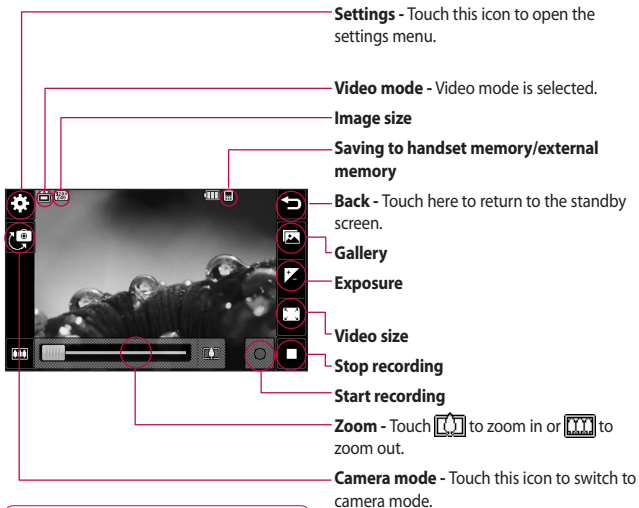 Settings - Touch this icon to open the
settings menu.
Video mode - Video mode is selected.
Image size
Saving to handset memory/external
memory
Back - Touch here to return to the standby
screen.
Gallery
Exposure
Video size
Stop recording
Start recording
Zoom - Touch to zoom in or to
zoom out.
Camera mode - Touch this icon to switch to
camera mode.